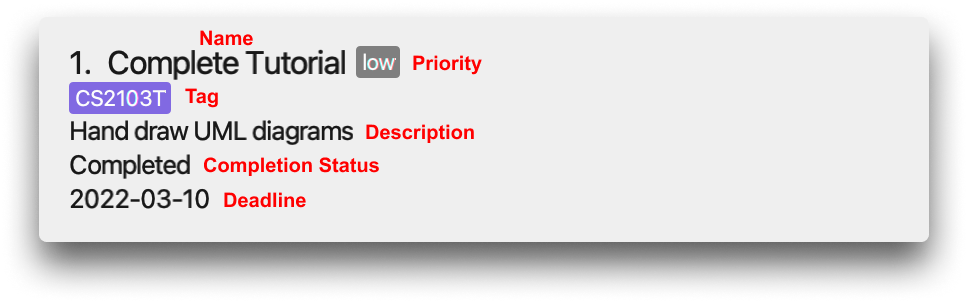 Name
1. Complete Tutorial low Priority
CS2103T Tag
Hand draw UML diagrams Description
Completed Completion Status
2022-03-10 Deadline